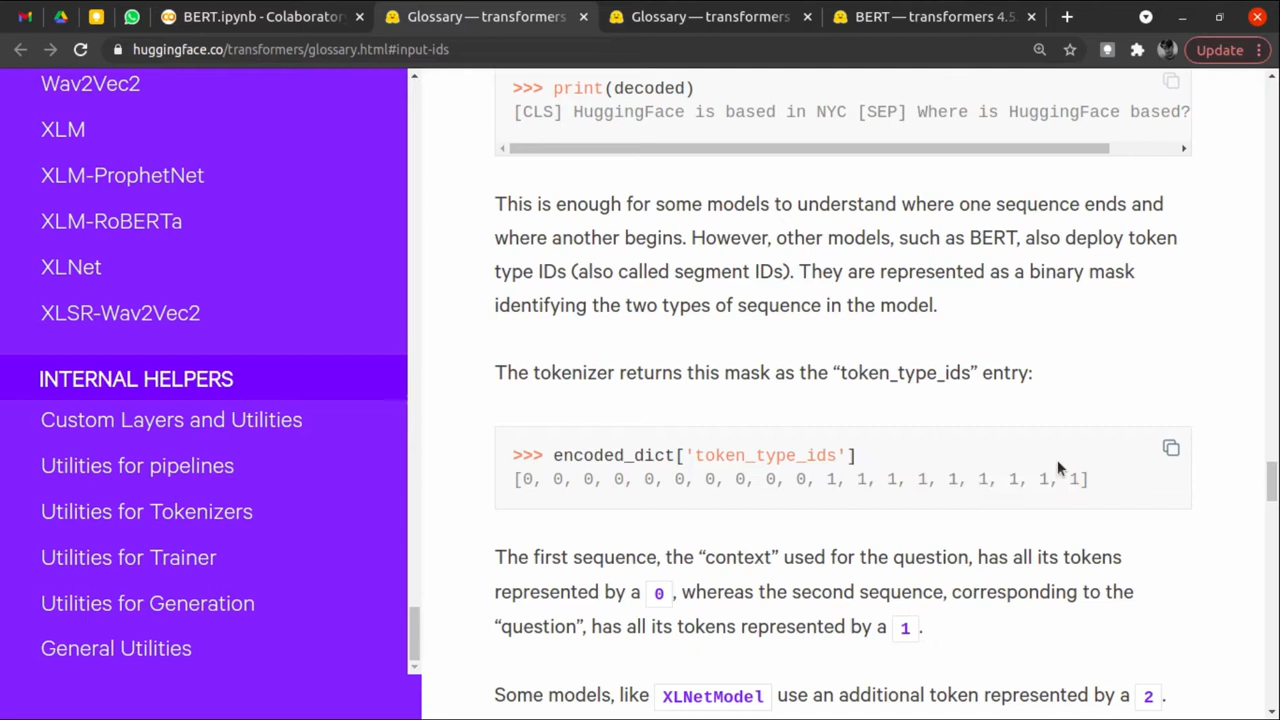 BERT.ipynb - Colaboratory
Glossary — transformers
Glossary — transformers
BERT — transformers 4.5.
huggingface.co/transformers/glossary.html#input-ids
Update
Wav2Vec2
XLM
XLM-ProphetNet
XLM-RoBERTa
XLNet
XLSR-Wav2Vec2
INTERNAL HELPERS
Custom Layers and Utilities
Utilities for pipelines
Utilities for Tokenizers
Utilities for Trainer
Utilities for Generation
General Utilities
>>> print(decoded)
[CLS] HuggingFace is based in NYC [SEP] Where is HuggingFace based?
This is enough for some models to understand where one sequence ends and
where another begins. However, other models, such as BERT, also deploy token
type IDs (also called segment IDs). They are represented as a binary mask
identifying the two types of sequence in the model.
The tokenizer returns this mask as the “token_type_ids” entry:
>>> encoded_dict['token_type_ids']
[0, 0, 0, 0, 0, 0, 0, 0, 0, 0, 1, 1, 1, 1, 1, 1, 1, 1, 1]
The first sequence, the “context” used for the question, has all its tokens
represented by a 0, whereas the second sequence, corresponding to the
“question”, has all its tokens represented by a 1.
Some models, like XLNetModel use an additional token represented by a 2.